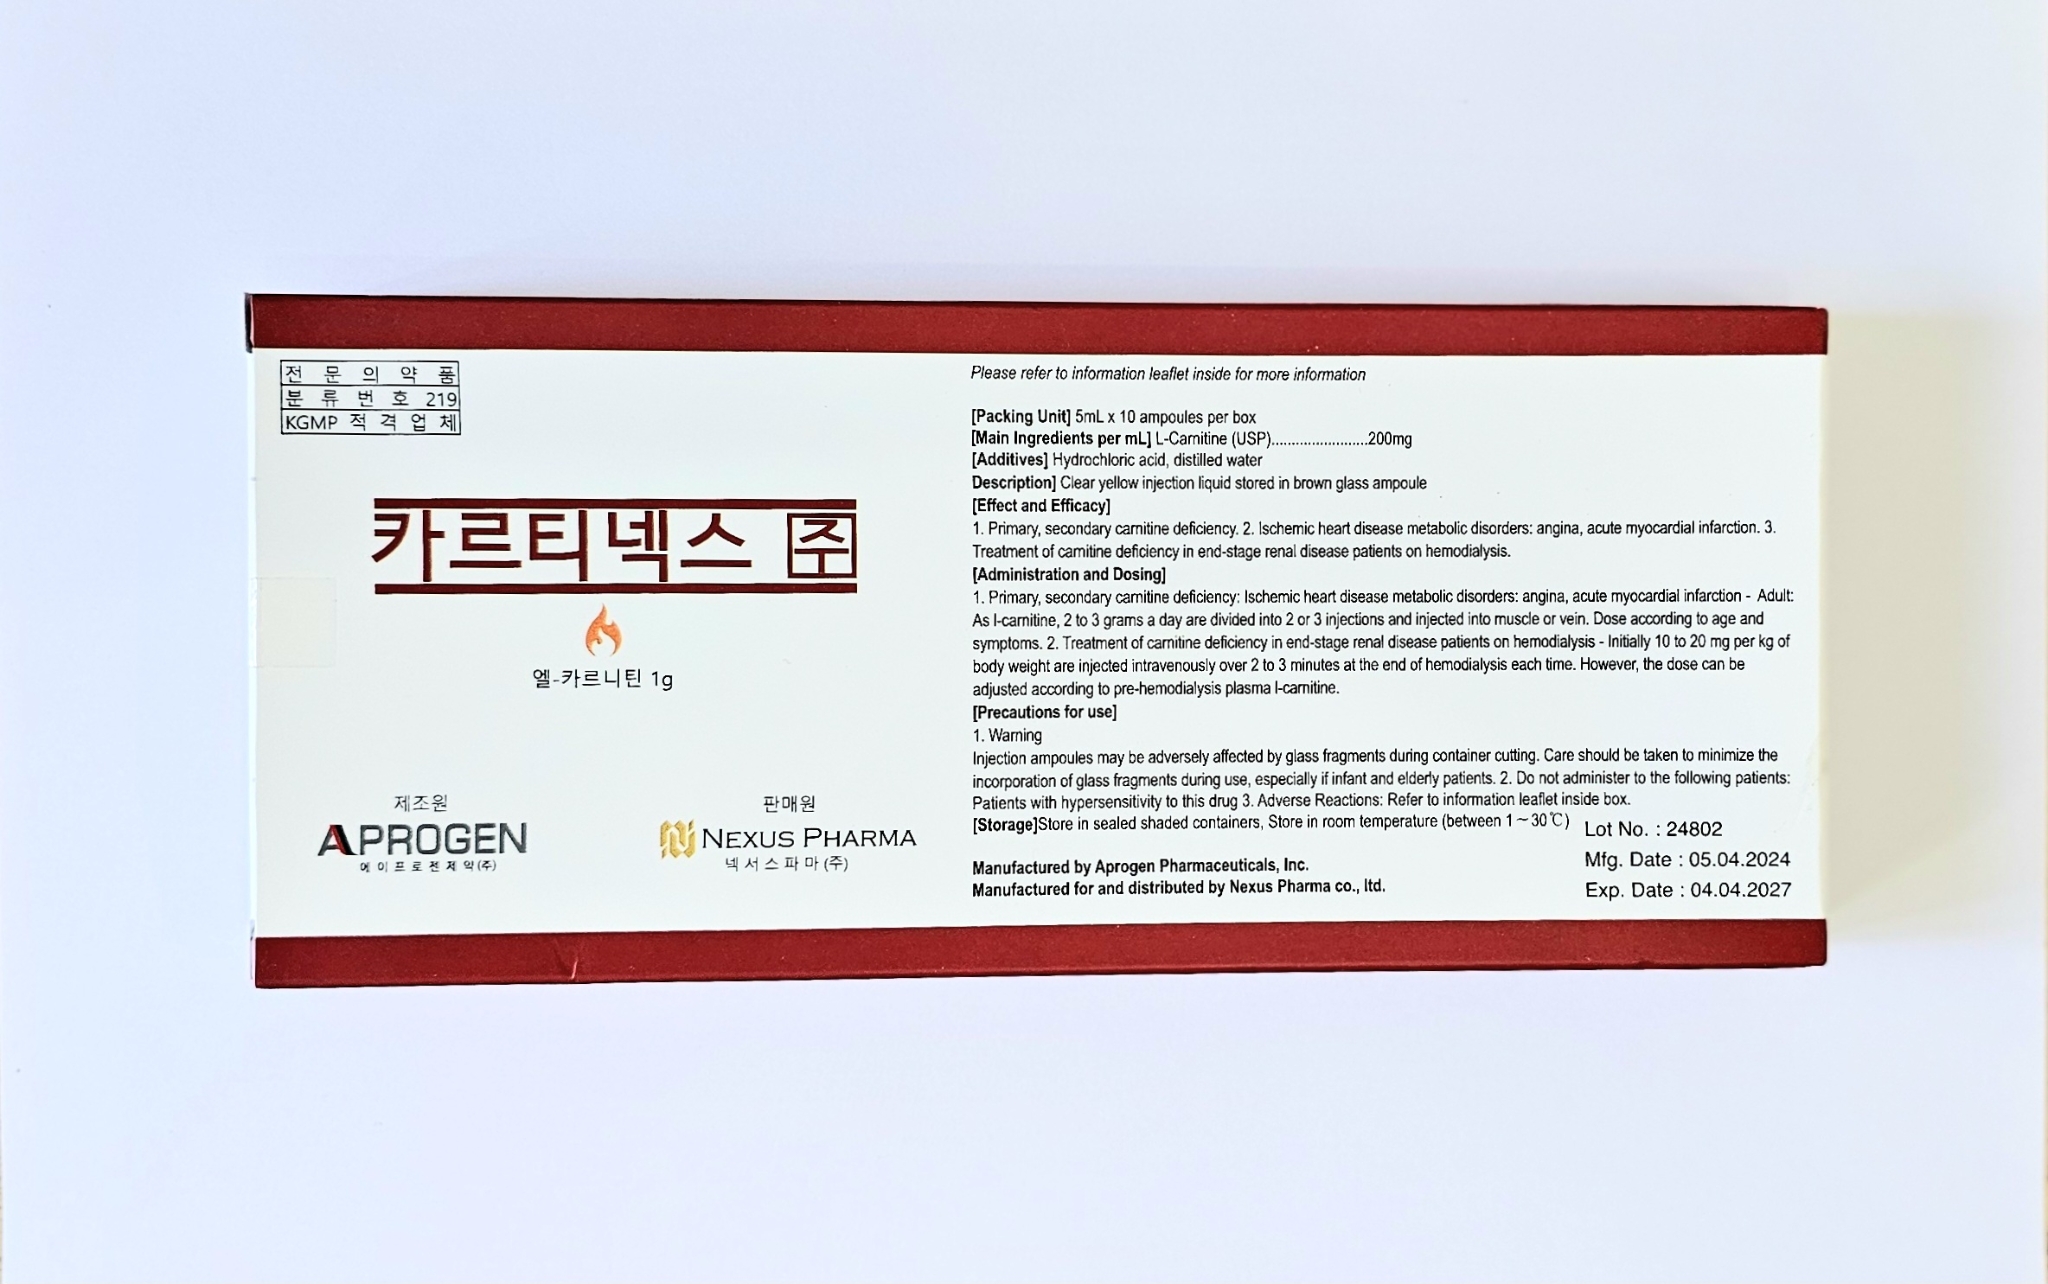 전 문 의 약 품
분 류 번 호 219
KGMP 적 격 업 체
카르티넥스 주
엘-카르니틴 1g
제조원
APROGEN
에이프로젠제약(주)
판매원
NEXUS PHARMA
넥서스파마(주)
Please refer to information leaflet inside for more information
[Packing Unit] 5mL x 10 ampoules per box
[Main Ingredients per mL] L-Carnitine (USP)........................200mg
[Additives] Hydrochloric acid, distilled water
Description] Clear yellow injection liquid stored in brown glass ampoule
[Effect and Efficacy]
1. Primary, secondary carnitine deficiency. 2. Ischemic heart disease metabolic disorders: angina, acute myocardial infarction. 3.
Treatment of carnitine deficiency in end-stage renal disease patients on hemodialysis.
[Administration and Dosing]
1. Primary, secondary carnitine deficiency: Ischemic heart disease metabolic disorders: angina, acute myocardial infarction - Adult:
As l-carnitine, 2 to 3 grams a day are divided into 2 or 3 injections and injected into muscle or vein. Dose according to age and
symptoms. 2. Treatment of carnitine deficiency in end-stage renal disease patients on hemodialysis - Initially 10 to 20 mg per kg of
body weight are injected intravenously over 2 to 3 minutes at the end of hemodialysis each time. However, the dose can be
adjusted according to pre-hemodialysis plasma l-carnitine.
[Precautions for use]
1. Warning
Injection ampoules may be adversely affected by glass fragments during container cutting. Care should be taken to minimize the
incorporation of glass fragments during use, especially if infant and elderly patients. 2. Do not administer to the following patients:
Patients with hypersensitivity to this drug 3. Adverse Reactions: Refer to information leaflet inside box.
[Storage]Store in sealed shaded containers, Store in room temperature (between 1 ~ 30℃)
Manufactured by Aprogen Pharmaceuticals, Inc.
Manufactured for and distributed by Nexus Pharma co., ltd.
Lot No. : 24802
Mfg. Date : 05.04.2024
Exp. Date : 04.04.2027